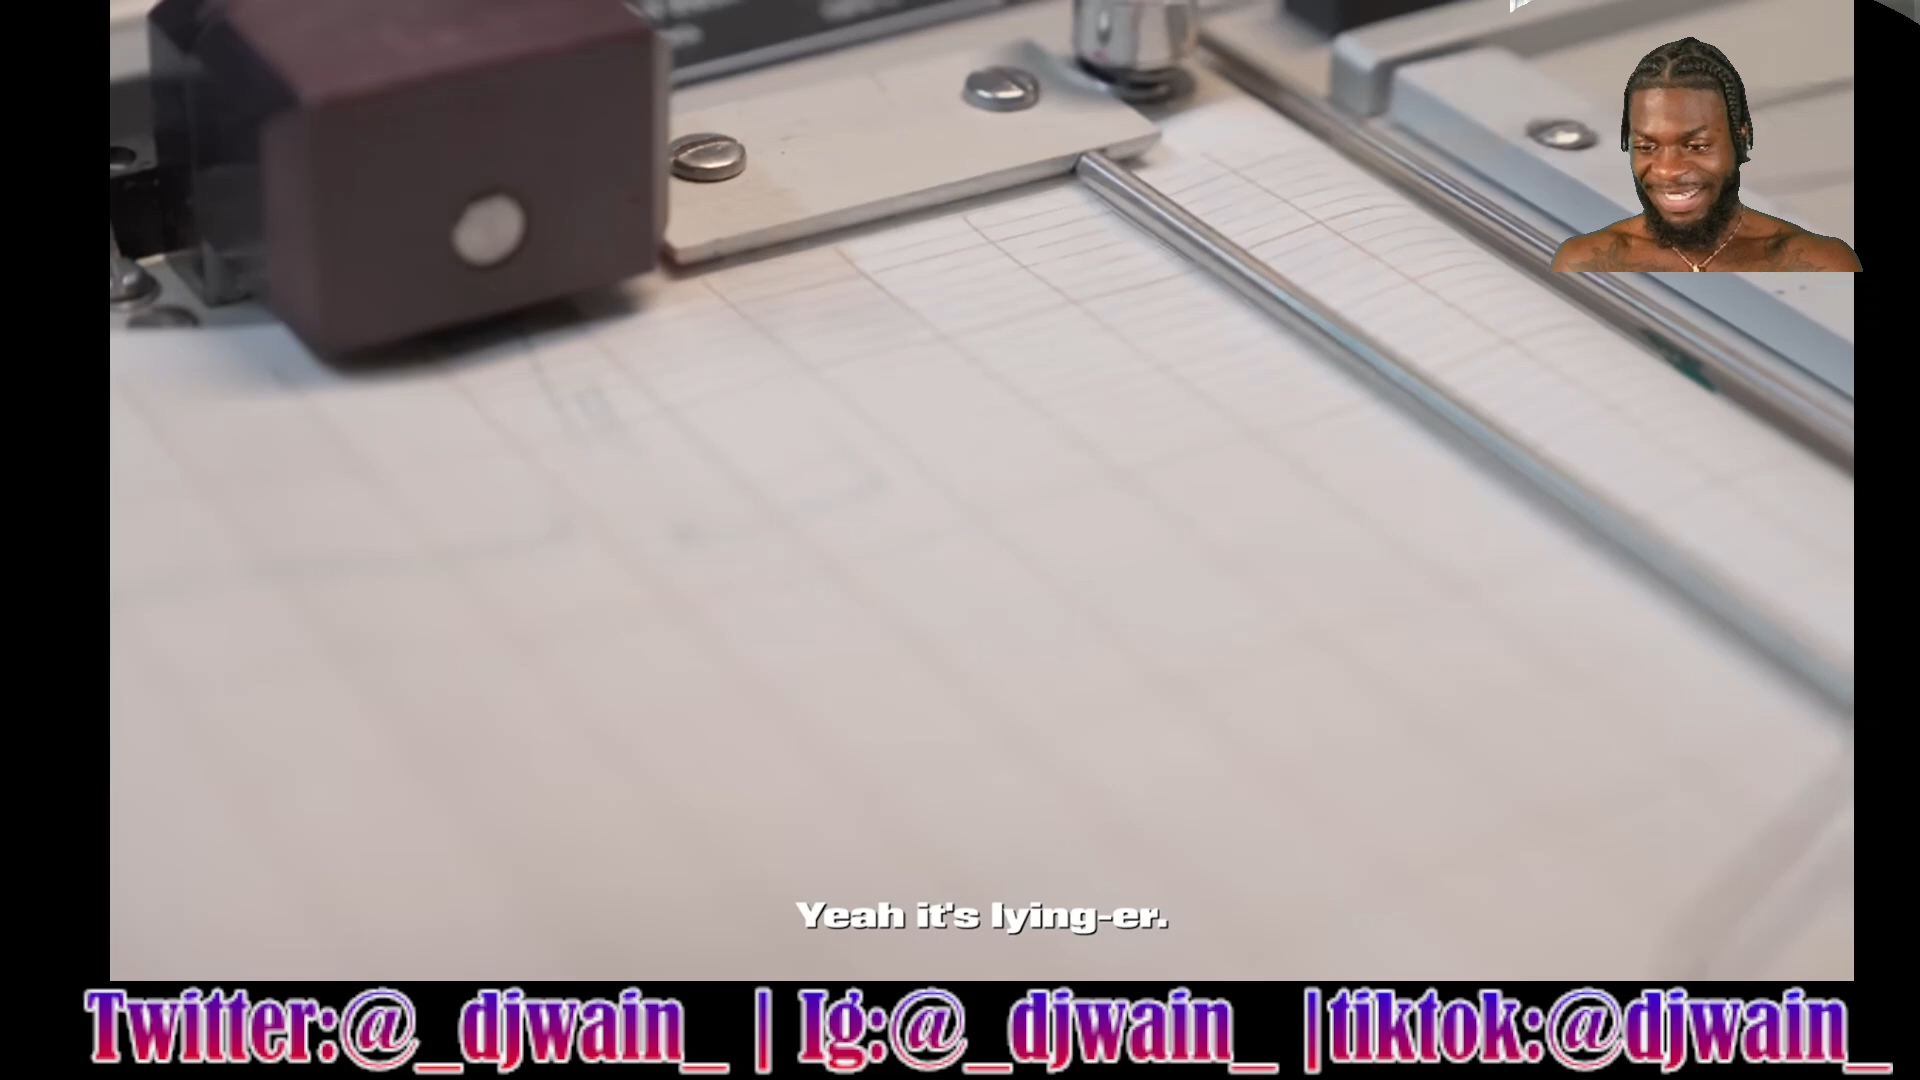 Yeah it's lying-er.
Twitter:@_djwain_ | Ig:@_djwain_ |tiktok:@djwain_